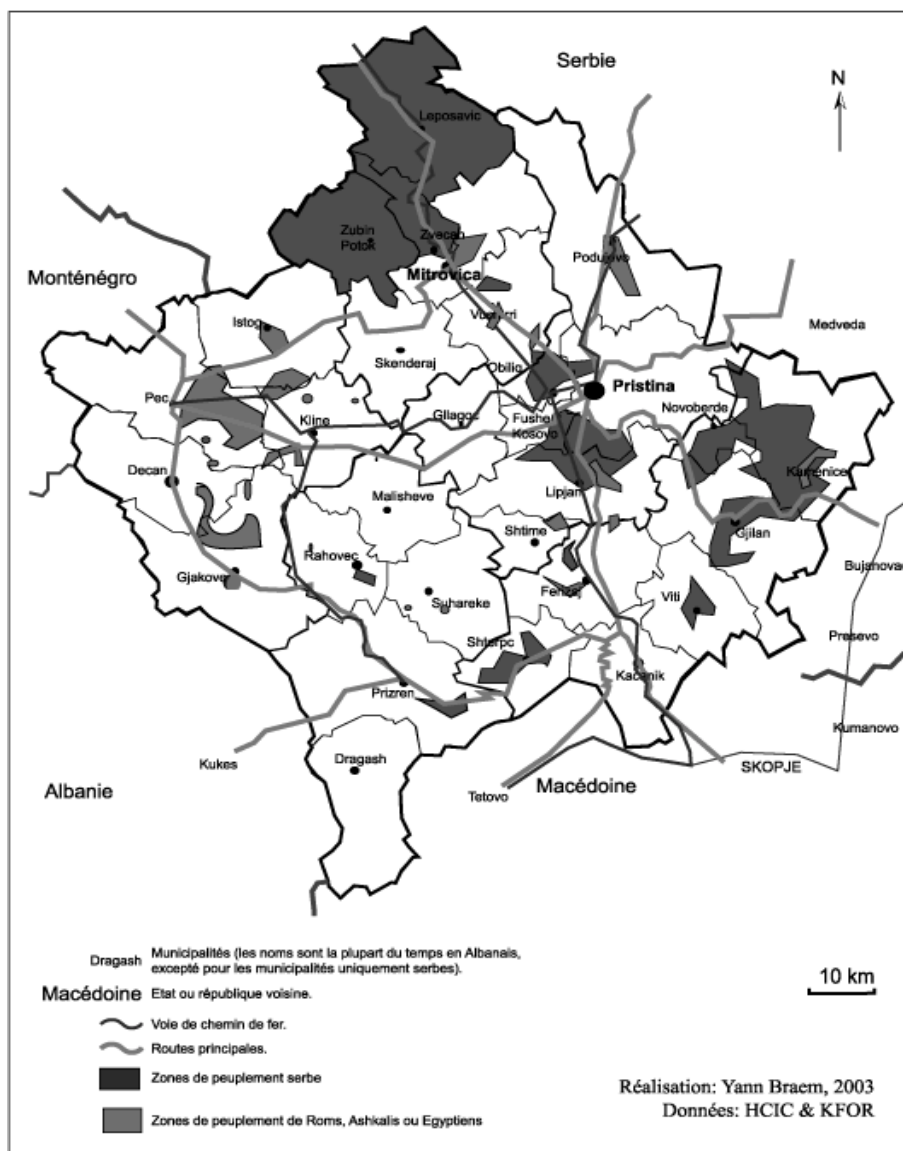 Serbie
N
Leposavic
Zubin
Potok
Zvecan
Mitrovica
Podujevo
Monténégro
Istog
Medveda
Skenderaj
Obiliq
Pristina
Pec
Novoberde
Kline
Gllagoc
Fushe
Kosovo
Decan
Kamenice
Malisheve
Lipjan
Shtime
Gjilan
Rahovec
Bujanovac
Gjakove
Suhareke
Viti
Shterpc
Presevo
Kaçanik
Prizren
Kumanovo
Kukes
Dragash
SKOPJE
Albanie
Tetovo
Macédoine
Dragash Municipalités (les noms sont la plupart du temps en Albanais,
excepté pour les municipalités uniquement serbes).
Macédoine Etat ou république voisine.
10 km
Voie de chemin de fer.
Routes principales.
Zones de peuplement serbe
Zones de peuplement de Roms, Ashkalis ou Egyptiens
Réalisation: Yann Braem, 2003
Données: HCIC & KFOR